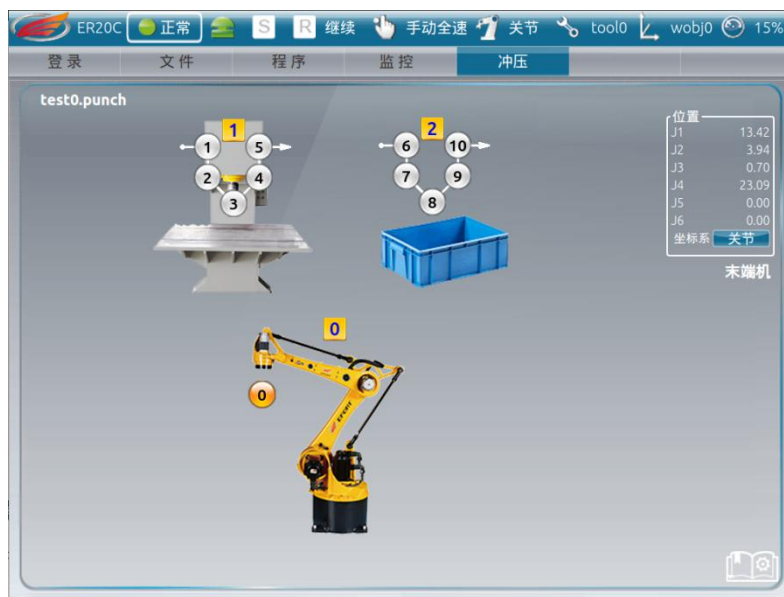 ER20C 正常 S R 继续 手动全速 关节 tool0 wobj0 15%
登录 文件 程序 监控 冲压
test0.punch
位置
J1 13.42
J2 3.94
J3 0.70
J4 23.09
J5 0.00
J6 0.00
坐标系 关节
末端机
1
1 5
2 4
3
2
6 10
7 9
8
0
0
EFORT